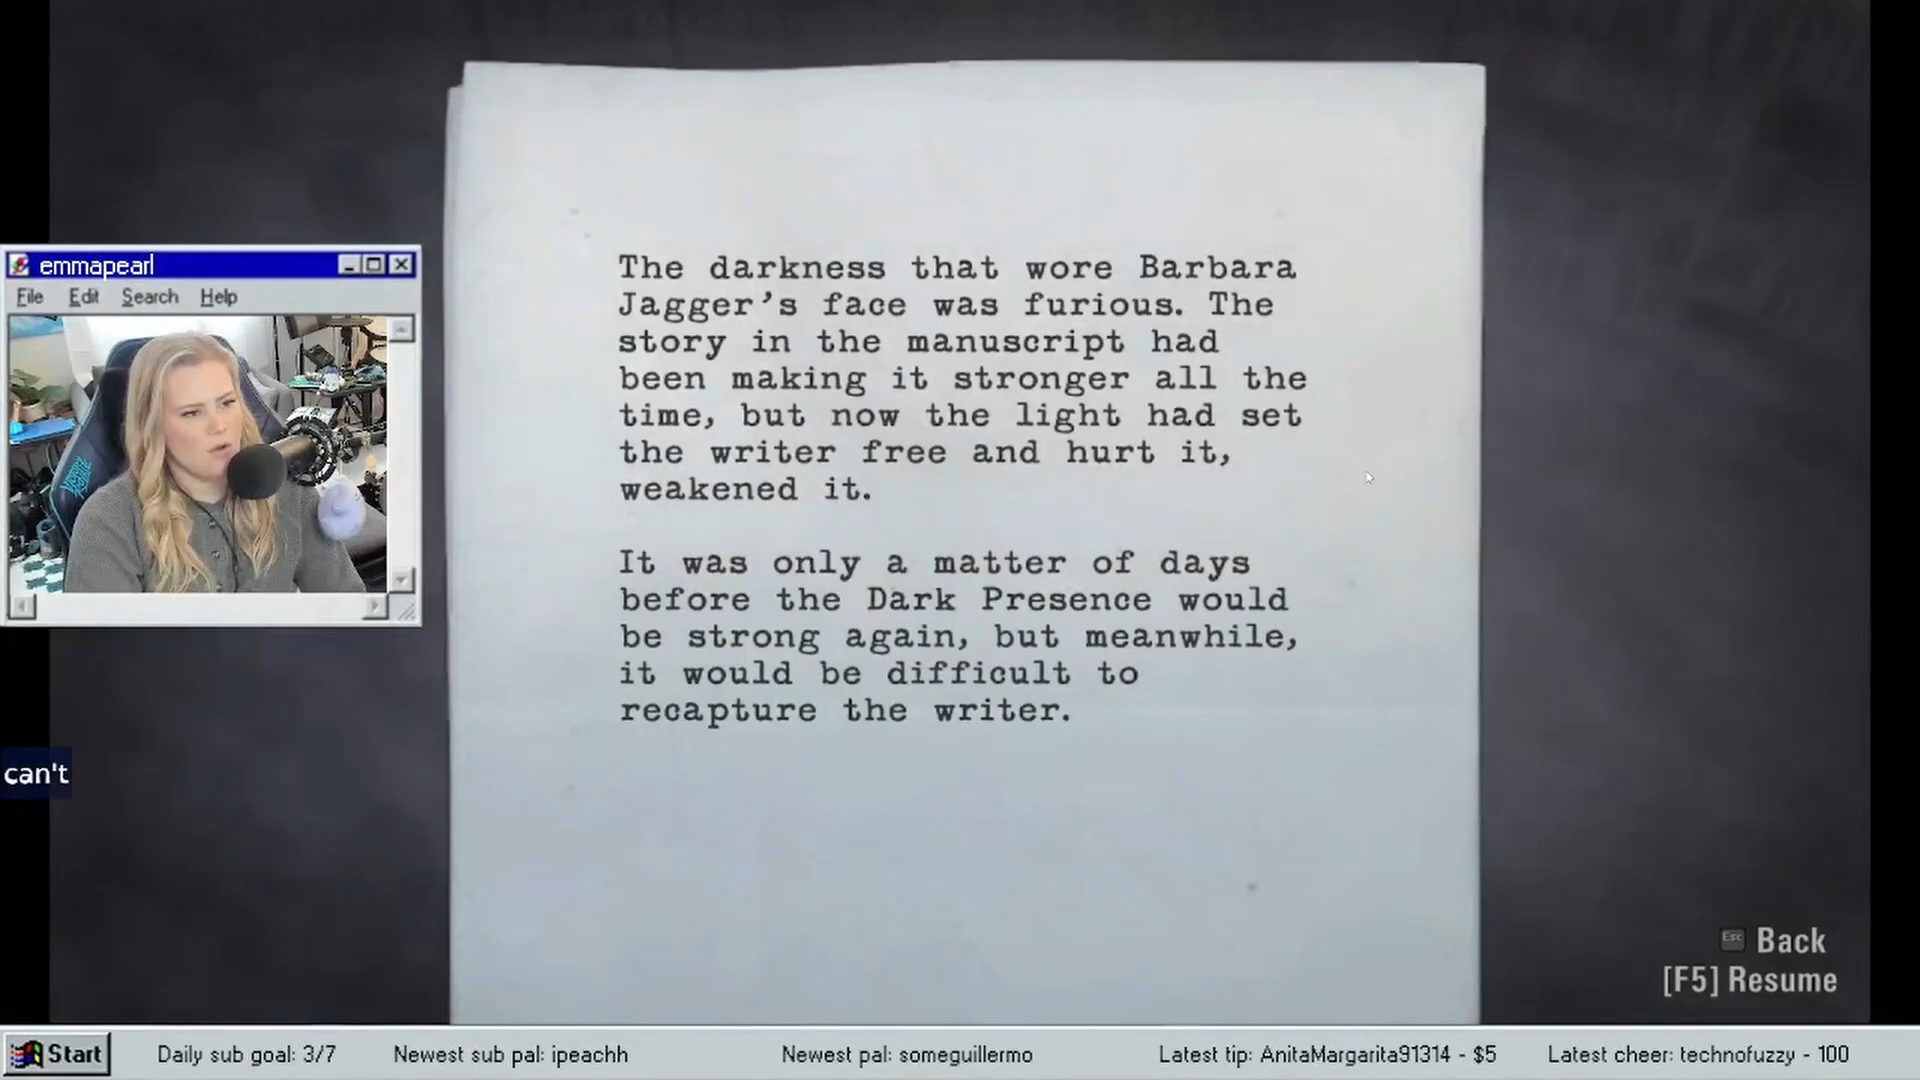 The darkness that wore Barbara
Jagger's face was furious. The
story in the manuscript had
been making it stronger all the
time, but now the light had set
the writer free and hurt it,
weakened it.
It was only a matter of days
before the Dark Presence would
be strong again, but meanwhile,
it would be difficult to
recapture the writer.
emmapearl
File Edit Search Help
can't
Esc Back
[F5] Resume
Start
Daily sub goal: 3/7
Newest sub pal: ipeachh
Newest pal: someguillermo
Latest tip: AnitaMargarita91314 - $5
Latest cheer: technofuzzy - 100